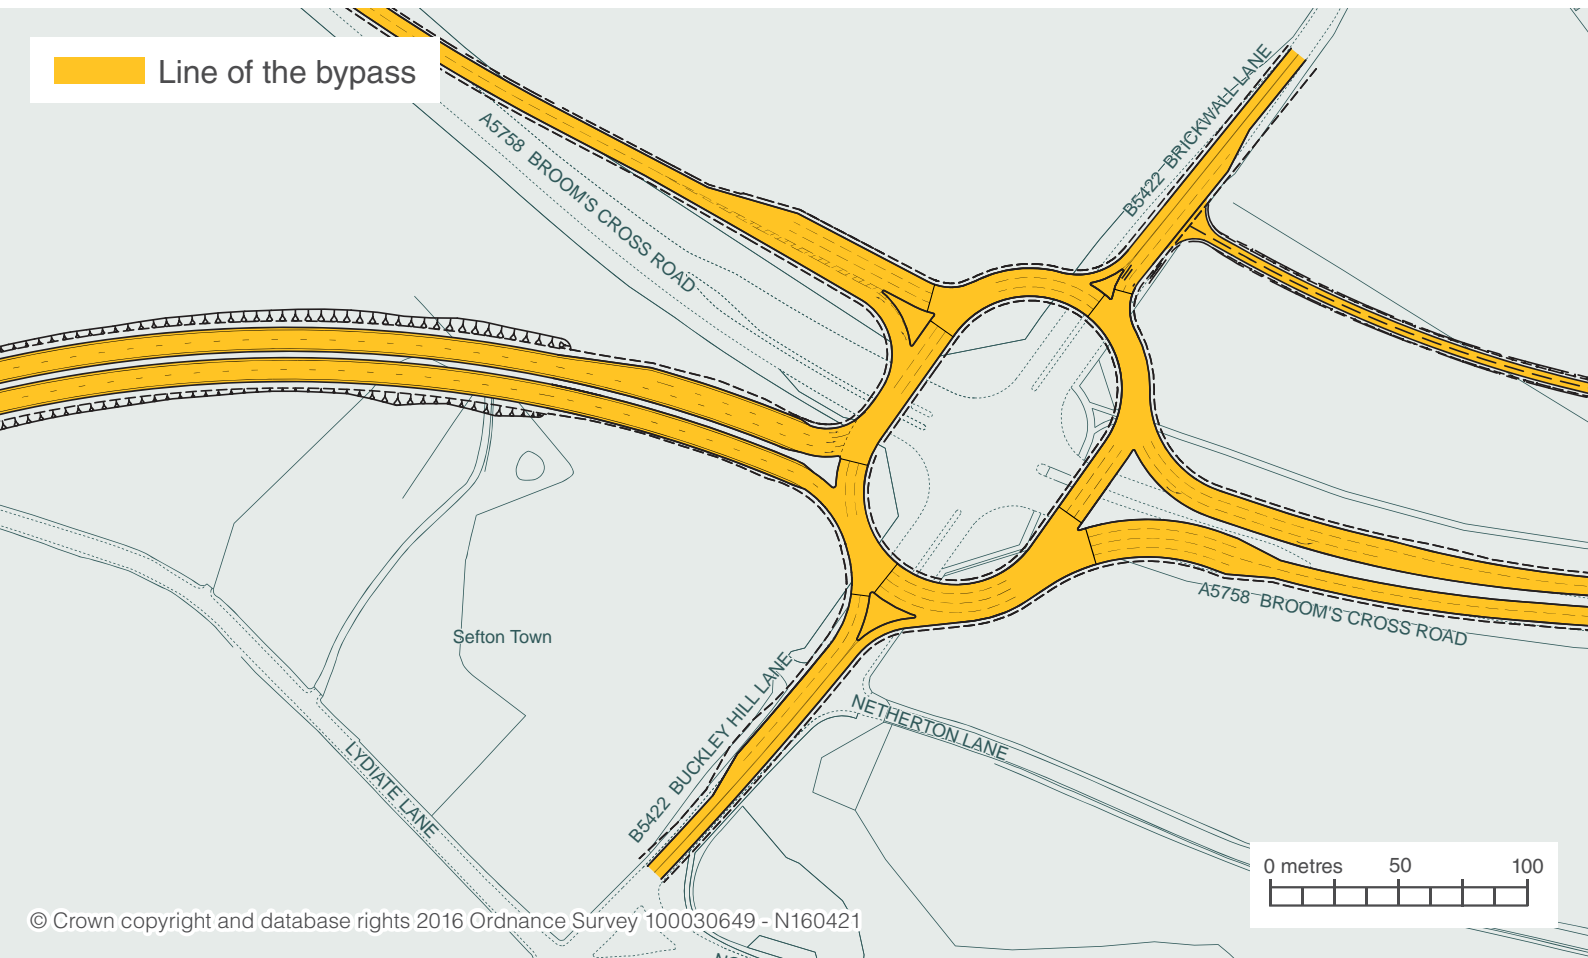 Line of the bypass
A5758 BROOM'S CROSS ROAD
B5422 BRICKWALL LANE
A5758 BROOM'S CROSS ROAD
Sefton Town
B5422 BUCKLEY HILL LANE
NETHERTON LANE
LYDIATE LANE
0 metres 50 100
© Crown copyright and database rights 2016 Ordnance Survey 100030649 - N160421